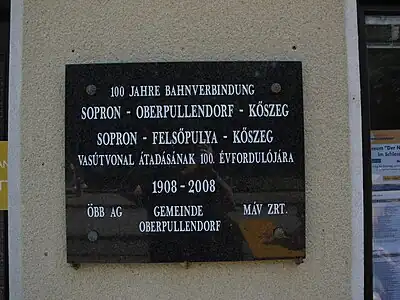 100 JAHRE BAHNVERBINDUNG
SOPRON - OBERPULLENDORF - KŐSZEG
SOPRON - FELSŐPULYA - KŐSZEG
VASÚTVONAL ÁTADÁSÁNAK 100. ÉVFORDULÓJÁRA
1908 - 2008
ÖBB AG GEMEINDE MÁV ZRT.
OBERPULLENDORF